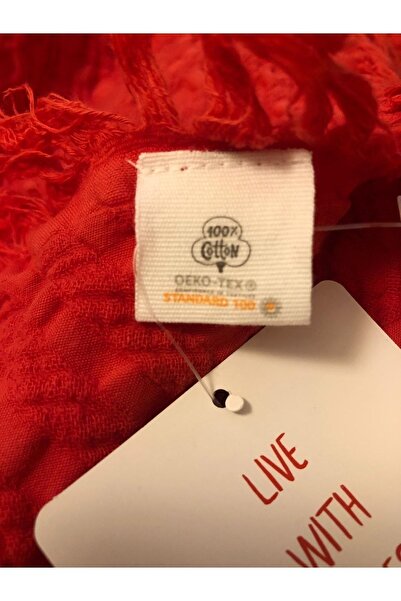 100%
Cotton
OEKO-TEX®
STANDARD 100
LIVE
WITH